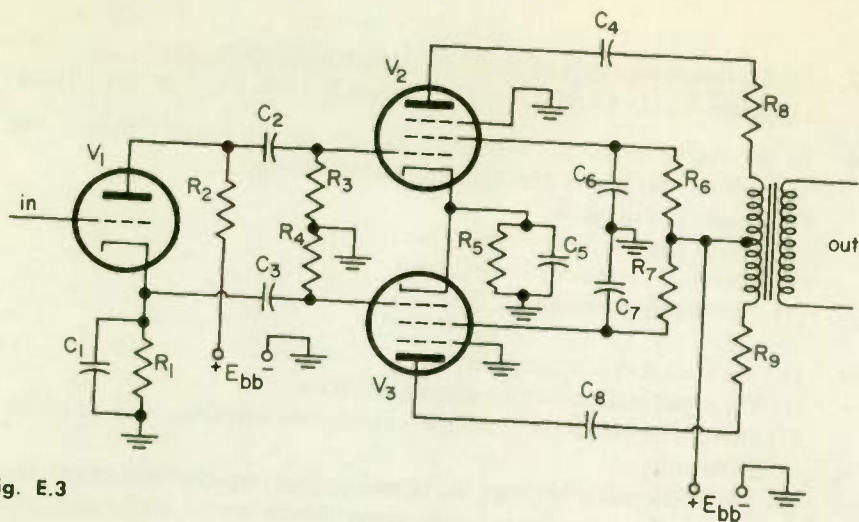 C4
V2
R8
C2
V1
R2
R3
C6
R6
in
R4
R5
C5
out
C3
R7
C7
C1
R1
+ Ebb -
V3
R9
C8
ig. E.3
+ Ebb -